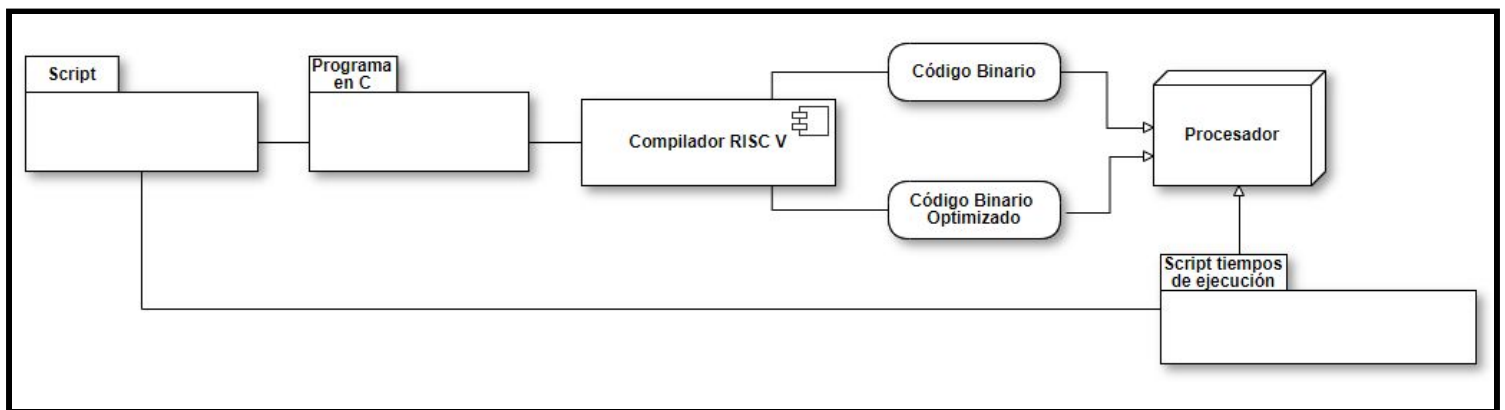 Script
Programa
en C
Compilador RISC V
Código Binario
Código Binario
Optimizado
Procesador
Script tiempos
de ejecución